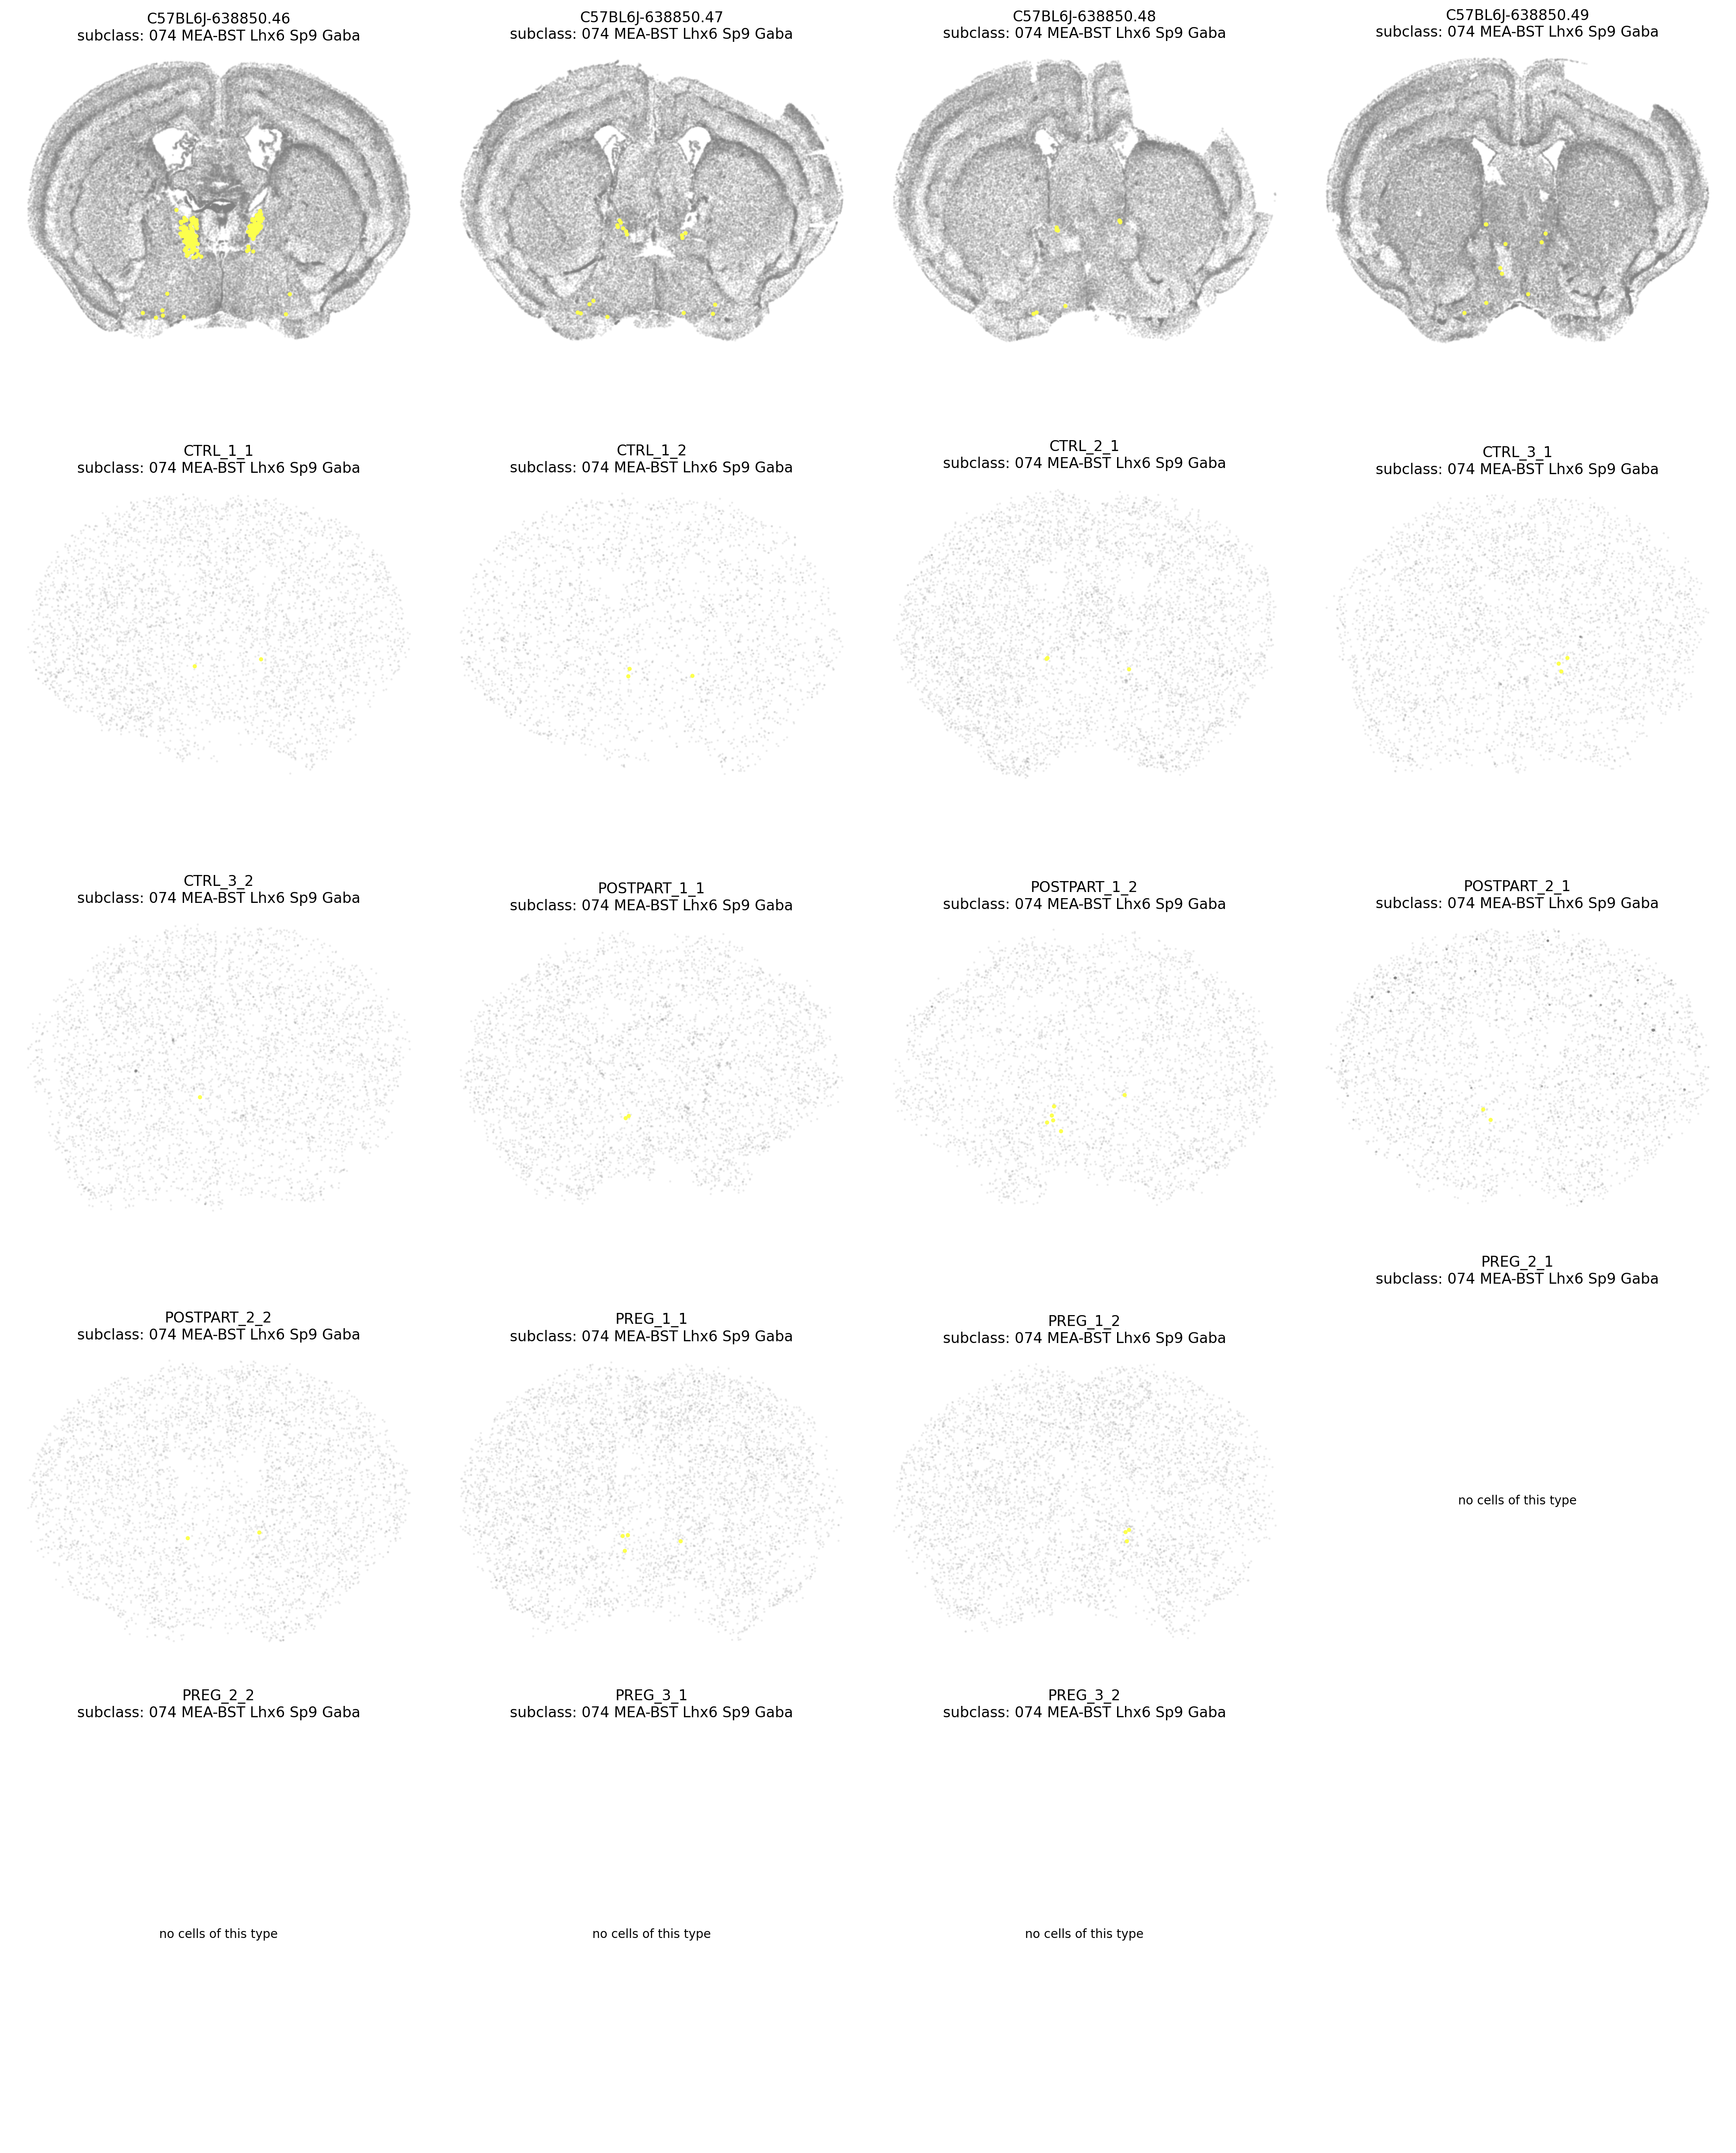 C57BL6J-638850.46
subclass: 074 MEA-BST Lhx6 Sp9 Gaba
C57BL6J-638850.47
subclass: 074 MEA-BST Lhx6 Sp9 Gaba
C57BL6J-638850.48
subclass: 074 MEA-BST Lhx6 Sp9 Gaba
C57BL6J-638850.49
subclass: 074 MEA-BST Lhx6 Sp9 Gaba
CTRL_1_1
subclass: 074 MEA-BST Lhx6 Sp9 Gaba
CTRL_1_2
subclass: 074 MEA-BST Lhx6 Sp9 Gaba
CTRL_2_1
subclass: 074 MEA-BST Lhx6 Sp9 Gaba
CTRL_3_1
subclass: 074 MEA-BST Lhx6 Sp9 Gaba
CTRL_3_2
subclass: 074 MEA-BST Lhx6 Sp9 Gaba
POSTPART_1_1
subclass: 074 MEA-BST Lhx6 Sp9 Gaba
POSTPART_1_2
subclass: 074 MEA-BST Lhx6 Sp9 Gaba
POSTPART_2_1
subclass: 074 MEA-BST Lhx6 Sp9 Gaba
POSTPART_2_2
subclass: 074 MEA-BST Lhx6 Sp9 Gaba
PREG_1_1
subclass: 074 MEA-BST Lhx6 Sp9 Gaba
PREG_1_2
subclass: 074 MEA-BST Lhx6 Sp9 Gaba
PREG_2_1
subclass: 074 MEA-BST Lhx6 Sp9 Gaba
no cells of this type
PREG_2_2
subclass: 074 MEA-BST Lhx6 Sp9 Gaba
no cells of this type
PREG_3_1
subclass: 074 MEA-BST Lhx6 Sp9 Gaba
no cells of this type
PREG_3_2
subclass: 074 MEA-BST Lhx6 Sp9 Gaba
no cells of this type